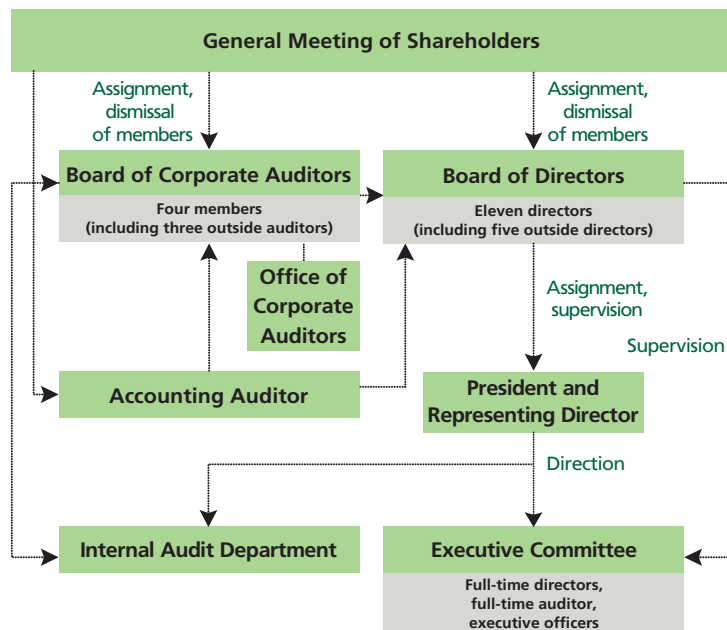 General Meeting of Shareholders
Assignment,
dismissal
of members
Assignment,
dismissal
of members
Board of Corporate Auditors
Four members
(including three outside auditors)
Board of Directors
Eleven directors
(including five outside directors)
Office of
Corporate
Auditors
Assignment,
supervision
Supervision
Accounting Auditor
President and
Representing Director
Direction
Internal Audit Department
Executive Committee
Full-time directors,
full-time auditor,
executive officers